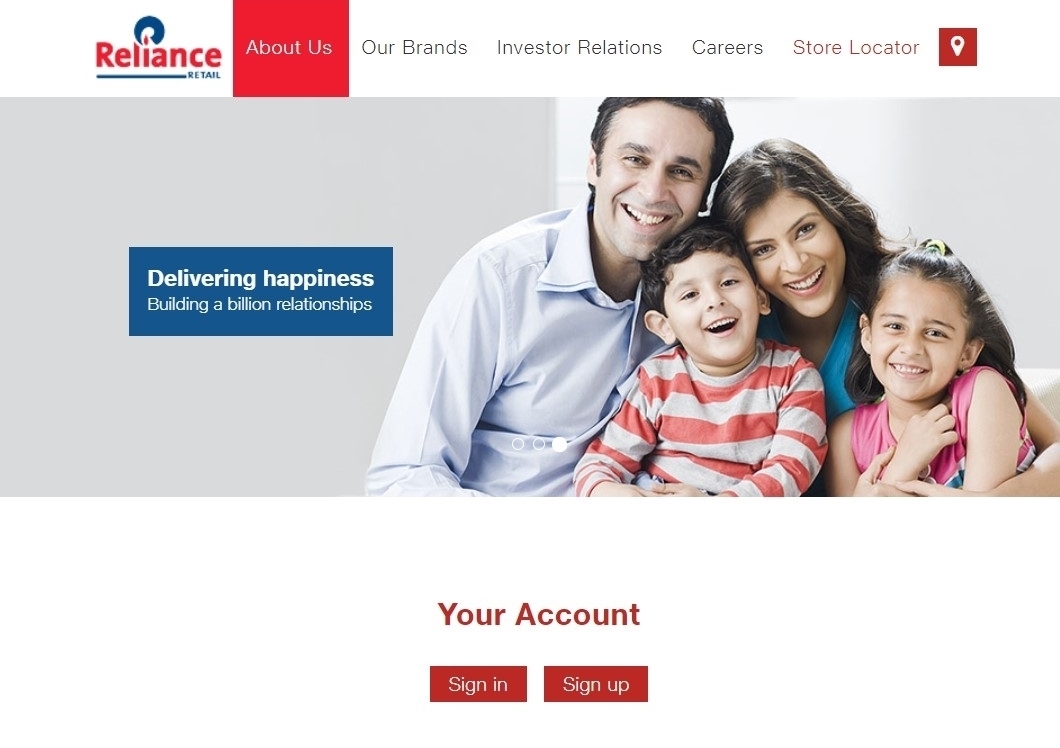 Reliance
RETAIL
About Us
Our Brands
Investor Relations
Careers
Store Locator
Delivering happiness
Building a billion relationships
Your Account
Sign in
Sign up